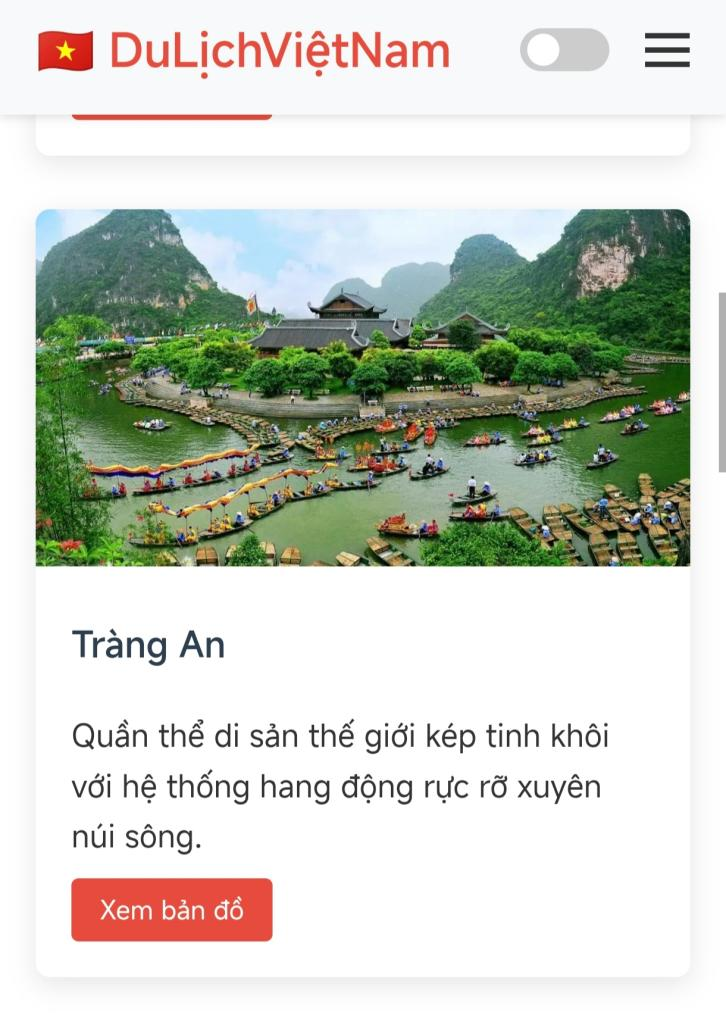 DuLịchViệtNam
Tràng An
Quần thể di sản thế giới kép tinh khôi
với hệ thống hang động rực rỡ xuyên
núi sông.
Xem bản đồ